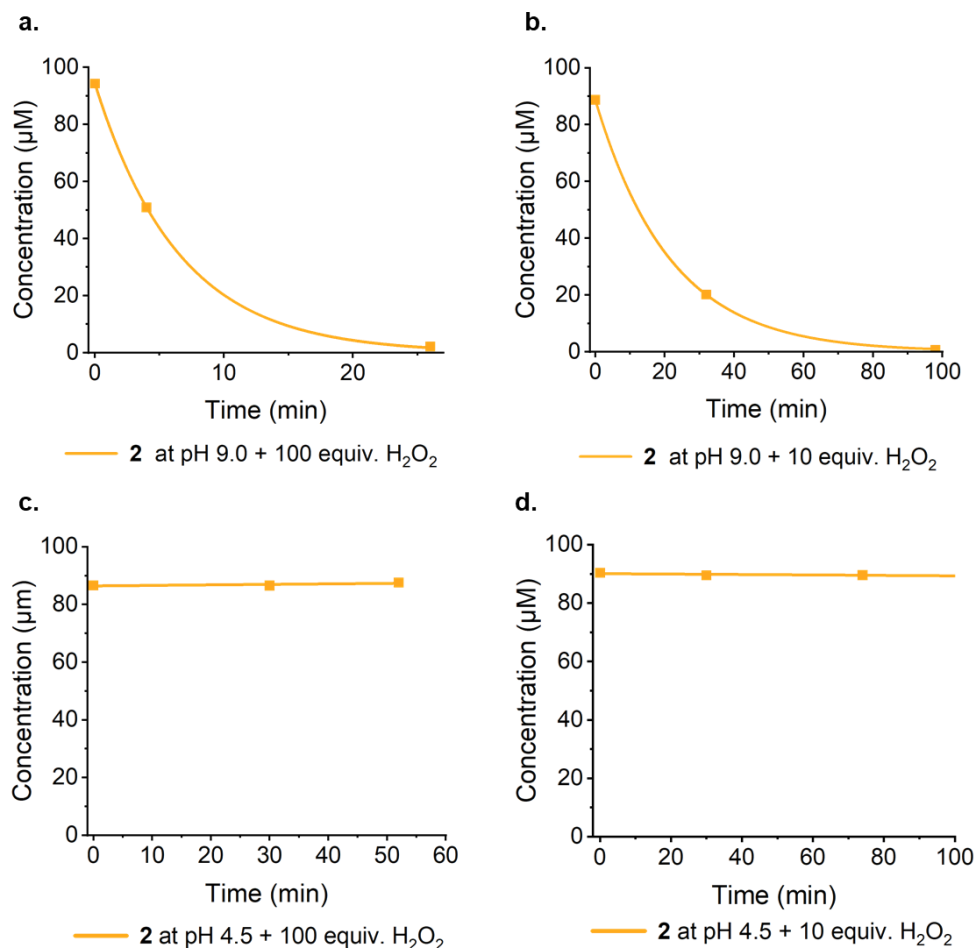 a.
Concentration (µM)
100
80
60
40
20
0
0 10 20
Time (min)
2 at pH 9.0 + 100 equiv. H₂O₂
b.
Concentration (µM)
100
80
60
40
20
0
0 20 40 60 80 100
Time (min)
2 at pH 9.0 + 10 equiv. H₂O₂
c.
Concentration (µm)
100
80
60
40
20
0
0 10 20 30 40 50 60
Time (min)
2 at pH 4.5 + 100 equiv. H₂O₂
d.
Concentration (µM)
100
80
60
40
20
0
0 20 40 60 80 100
Time (min)
2 at pH 4.5 + 10 equiv. H₂O₂